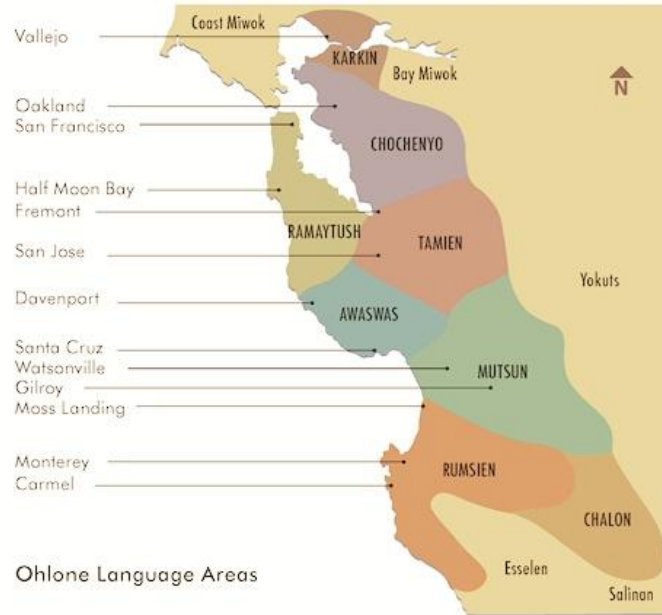 Coast Miwok
Vallejo
KARKIN
Bay Miwok
N
Oakland
San Francisco
CHOCHENYO
Half Moon Bay
Fremont
RAMAYTUSH
TAMIEN
San Jose
Yokuts
Davenport
AWASWAS
Santa Cruz
Watsonville
MUTSUN
Gilroy
Moss Landing
Monterey
RUMSIEN
Carmel
CHALON
Esselen
Ohlone Language Areas
Salinan